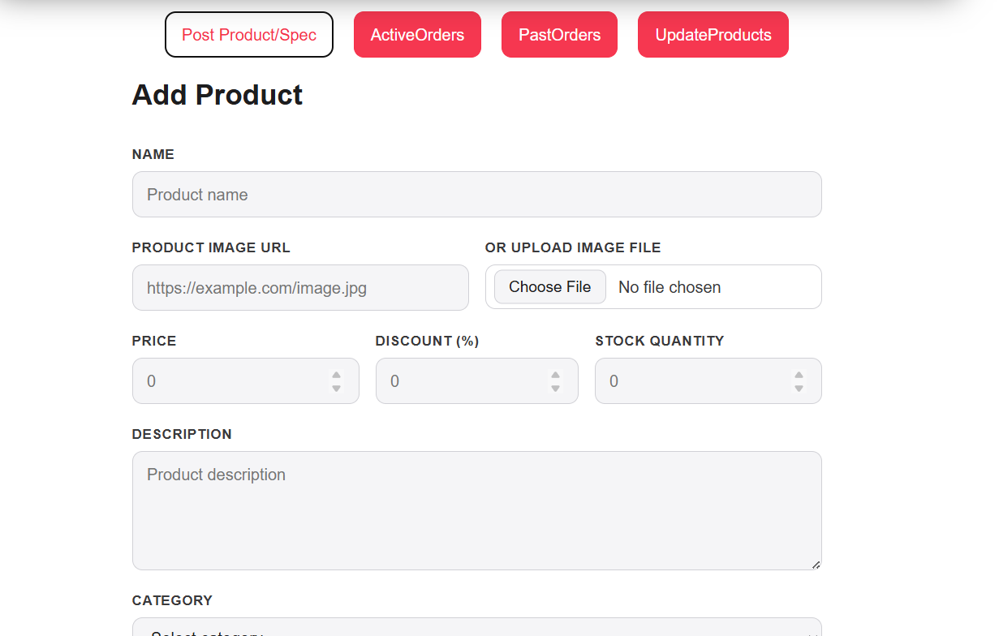 Post Product/Spec ActiveOrders PastOrders UpdateProducts
Add Product
NAME
Product name
PRODUCT IMAGE URL OR UPLOAD IMAGE FILE
https://example.com/image.jpg Choose File No file chosen
PRICE DISCOUNT (%) STOCK QUANTITY
0 0 0
DESCRIPTION
Product description
CATEGORY
Select category